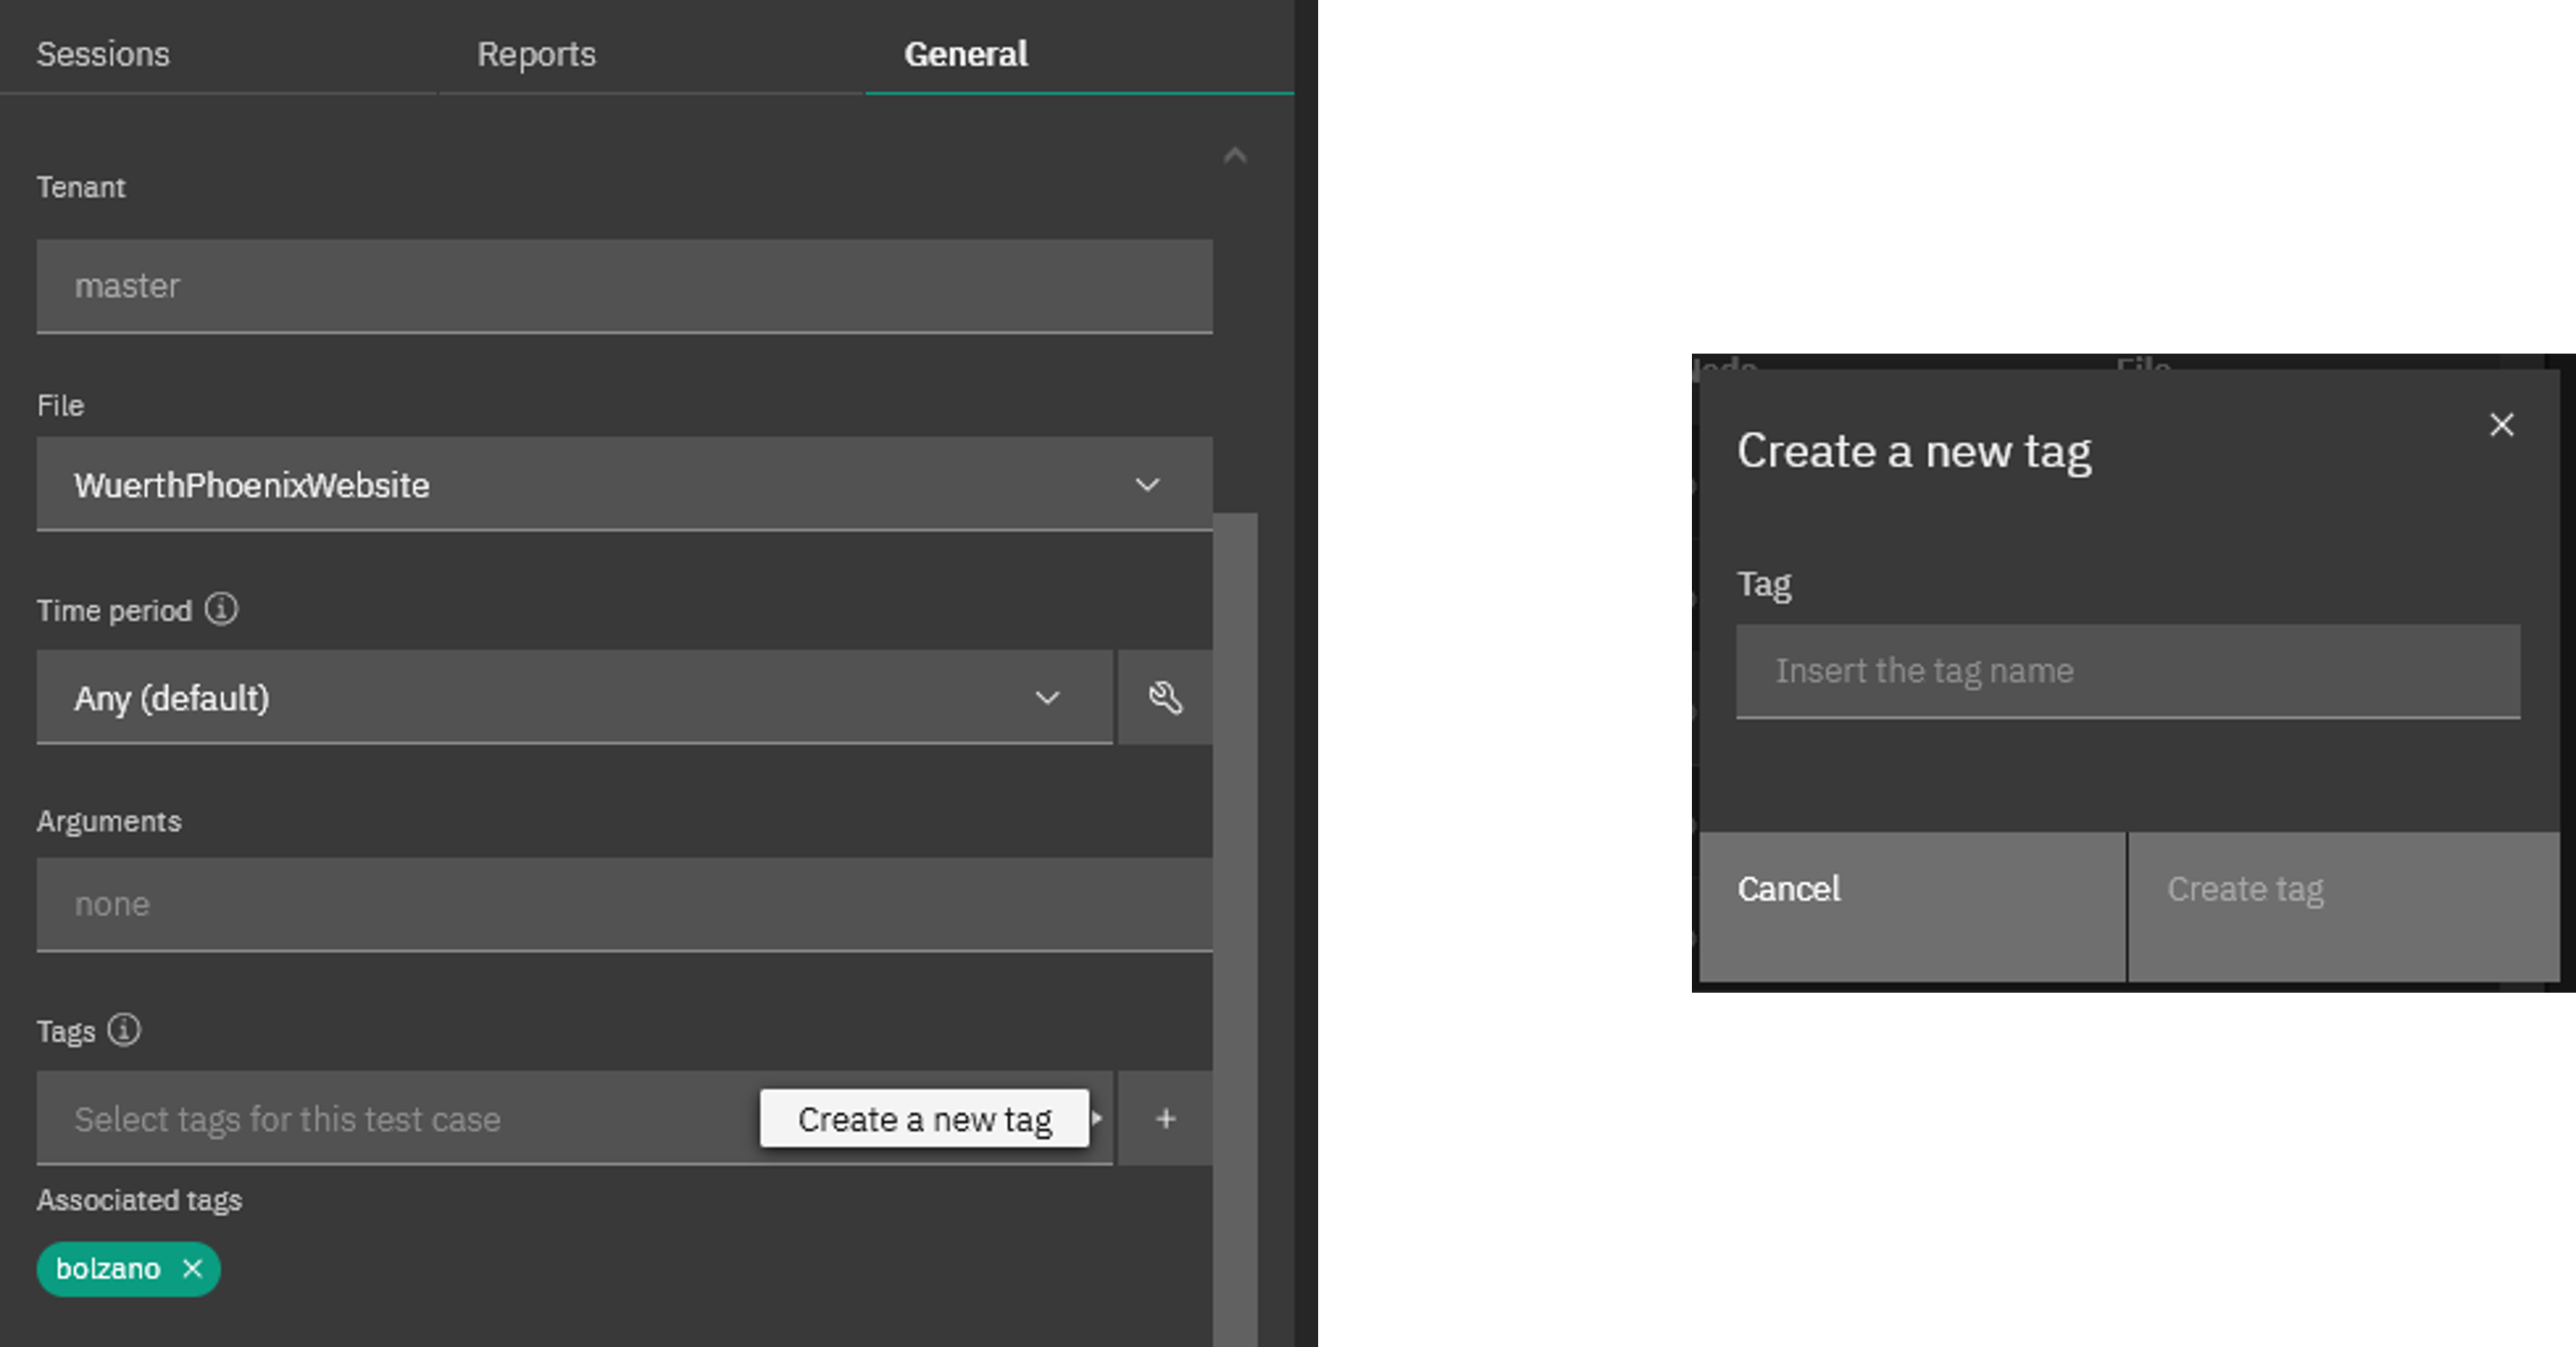 Sessions
Reports
General
Tenant
master
File
WuerthPhoenixWebsite
Time period
Any (default)
Arguments
none
Tags
Select tags for this test case
Create a new tag
+
Associated tags
bolzano
File
Create a new tag
Tag
Insert the tag name
Cancel
Create tag